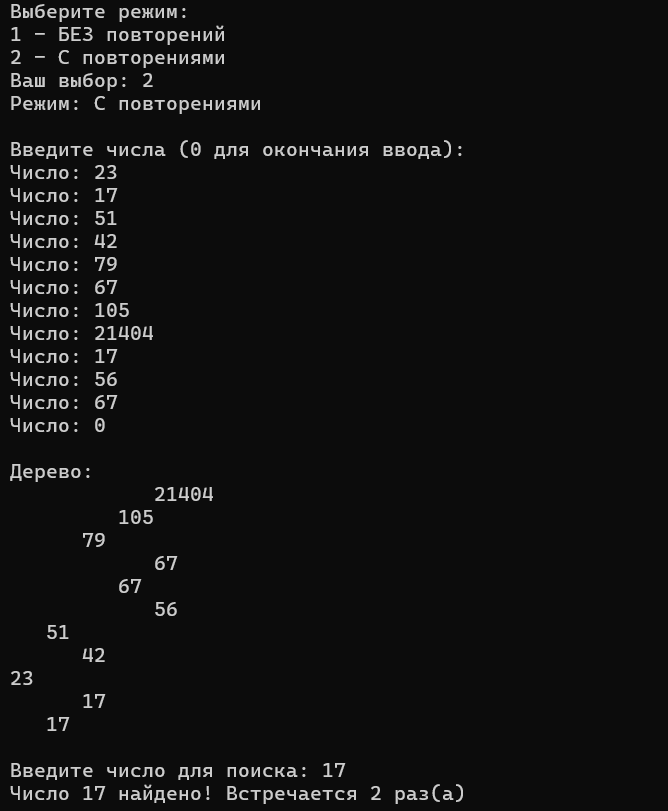 Выберите режим:
1 - БЕЗ повторений
2 - С повторениями
Ваш выбор: 2
Режим: С повторениями

Введите числа (0 для окончания ввода):
Число: 23
Число: 17
Число: 51
Число: 42
Число: 79
Число: 67
Число: 105
Число: 21404
Число: 17
Число: 56
Число: 67
Число: 0

Дерево:
            21404
         105
      79
            67
         67
            56
   51
      42
23
      17
   17

Введите число для поиска: 17
Число 17 найдено! Встречается 2 раз(а)